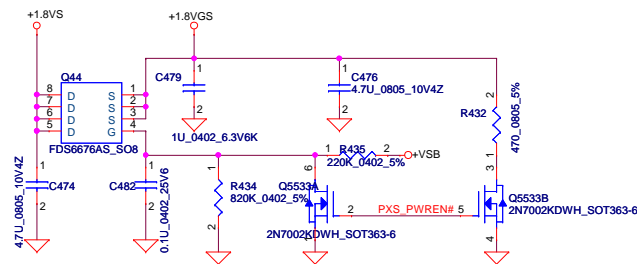 +1.8VS
+1.8VGS
Q44
8 D S 1
7 D S 2
6 D S 3
5 D G 4
FDS6676AS_SO8
C479
1
2
1U_0402_6.3V6K
C476
1
2
4.7U_0805_10V4Z
R432
2
1
470_0805_5%
C474
1
2
4.7U_0805_10V4Z
C482
1
2
0.1U_0402_25V6
R434
1
2
820K_0402_5%
R435
1
2
220K_0402_5%
+VSB
Q5533A
6
2
1
2N7002KDWH_SOT363-6
PXS_PWREN#
Q5533B
3
5
4
2N7002KDWH_SOT363-6